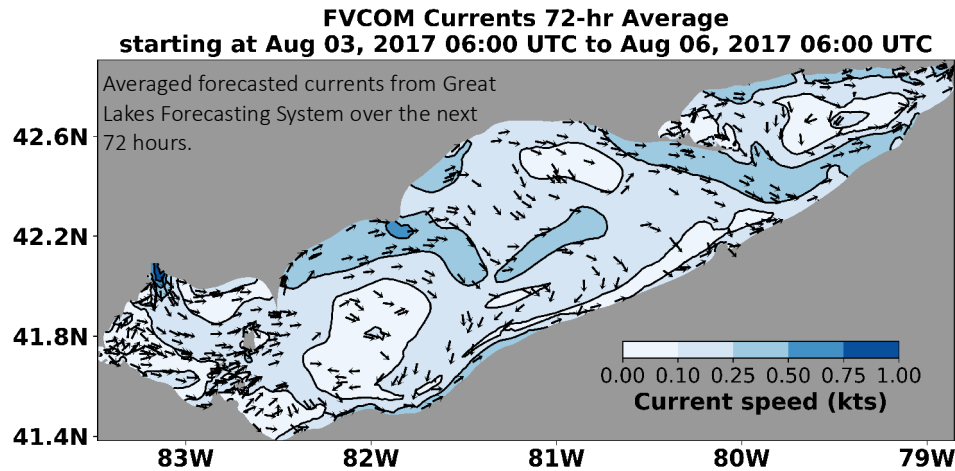 FVCOM Currents 72-hr Average
starting at Aug 03, 2017 06:00 UTC to Aug 06, 2017 06:00 UTC
Averaged forecasted currents from Great
Lakes Forecasting System over the next
72 hours.
42.6N
42.2N
41.8N
41.4N
0.00 0.10 0.25 0.50 0.75 1.00
Current speed (kts)
83W 82W 81W 80W 79W